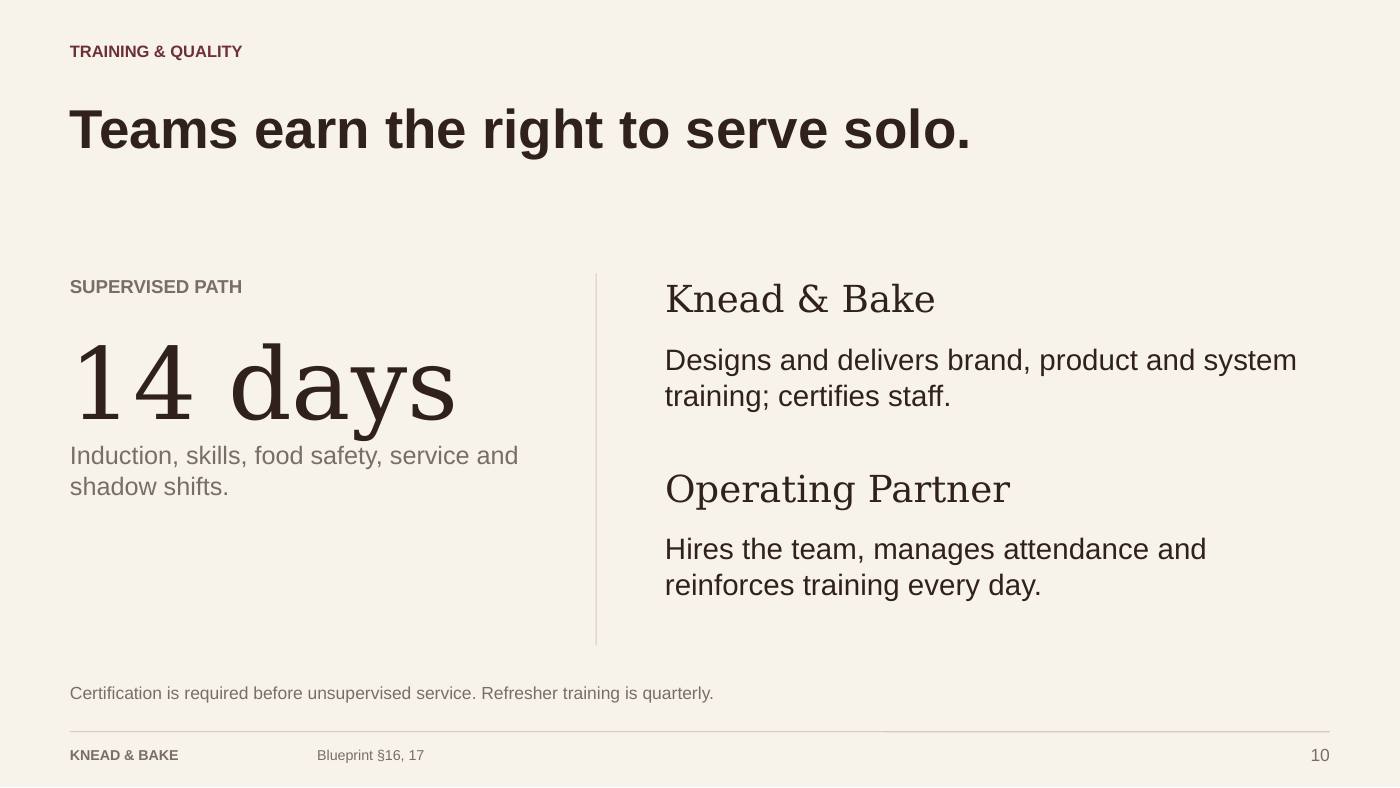 TRAINING & QUALITY
Teams earn the right to serve solo.
SUPERVISED PATH
14 days
Induction, skills, food safety, service and
shadow shifts.
Knead & Bake
Designs and delivers brand, product and system
training; certifies staff.
Operating Partner
Hires the team, manages attendance and
reinforces training every day.
Certification is required before unsupervised service. Refresher training is quarterly.
KNEAD & BAKE
Blueprint §16, 17
10